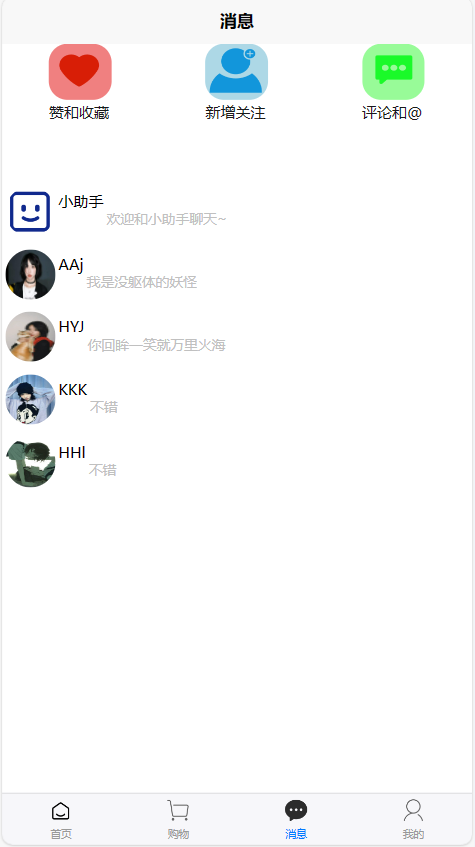 消息
赞和收藏 新增关注 评论和@
小助手
欢迎和小助手聊天~
AAj
我是没躯体的妖怪
HYJ
你回眸一笑就万里火海
KKK
不错
HHl
不错
首页 购物 消息 我的